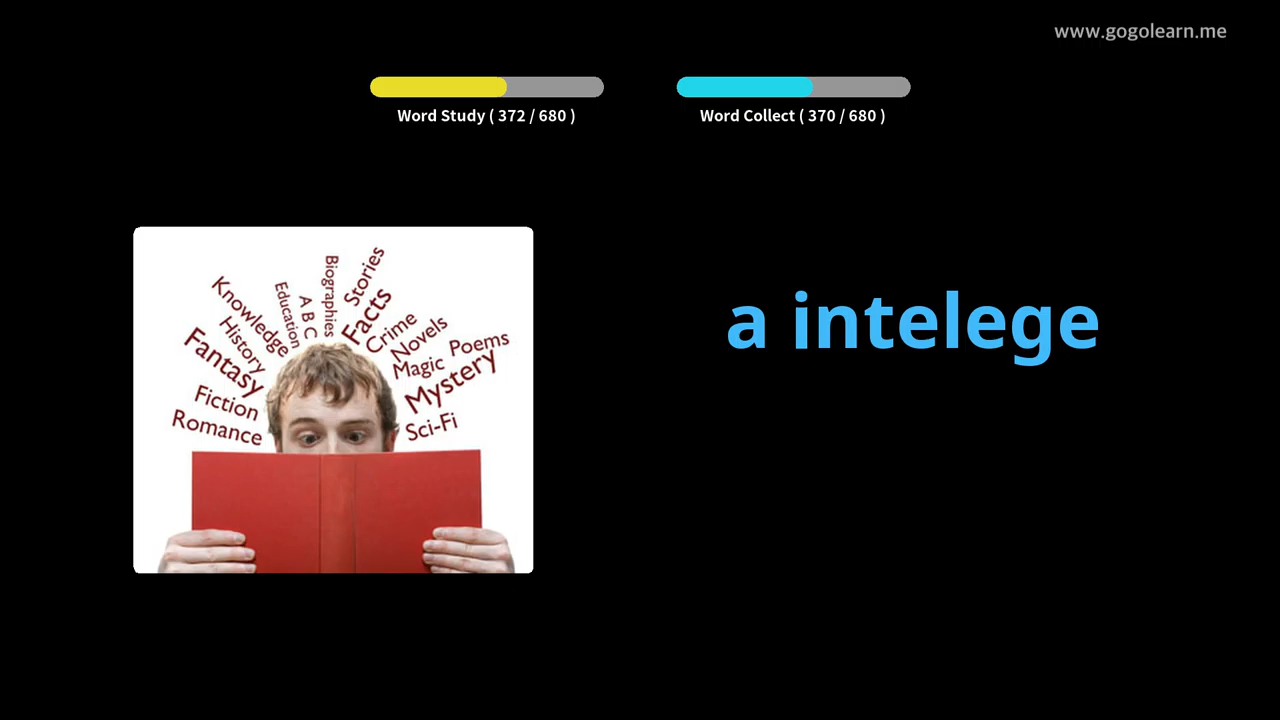 www.gogolearn.me
Word Study ( 372 / 680 )
Word Collect ( 370 / 680 )
a intelege
Knowledge
Education
A B C
Biographies
Stories
Facts
History
Crime
Novels
Fantasy
Magic
Poems
Fiction
Mystery
Romance
Sci-Fi